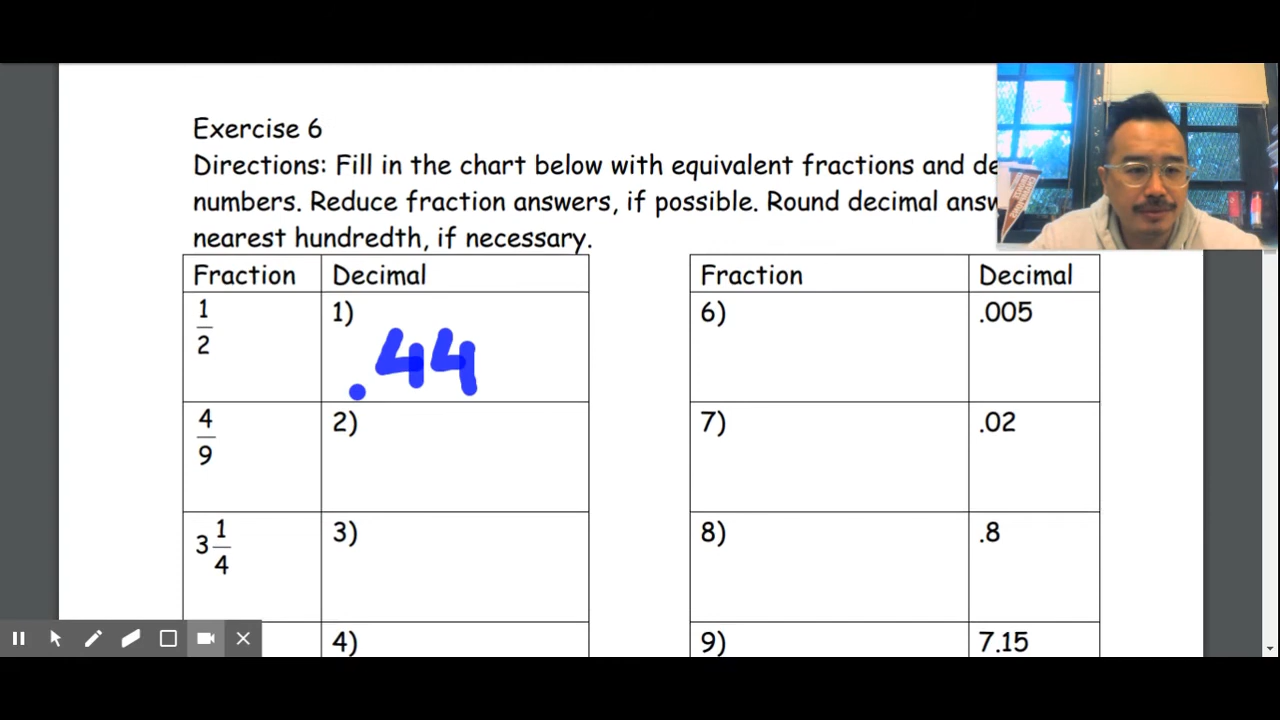 Exercise 6
Directions: Fill in the chart below with equivalent fractions and de
numbers. Reduce fraction answers, if possible. Round decimal answ
nearest hundredth, if necessary.
Fraction Decimal
1/2 1) .44
4/9 2)
3 1/4 3)
4)
Fraction Decimal
6) .005
7) .02
8) .8
9) 7.15